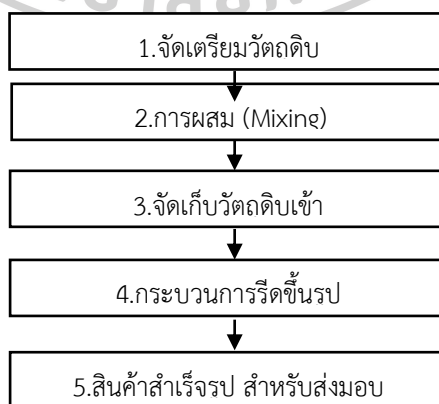 1.จัดเตรียมวัตถุดิบ
2.การผสม (Mixing)
3.จัดเก็บวัตถุดิบเข้า
4.กระบวนการรีดขึ้นรูป
5.สินค้าสำเร็จรูป สำหรับส่งมอบ